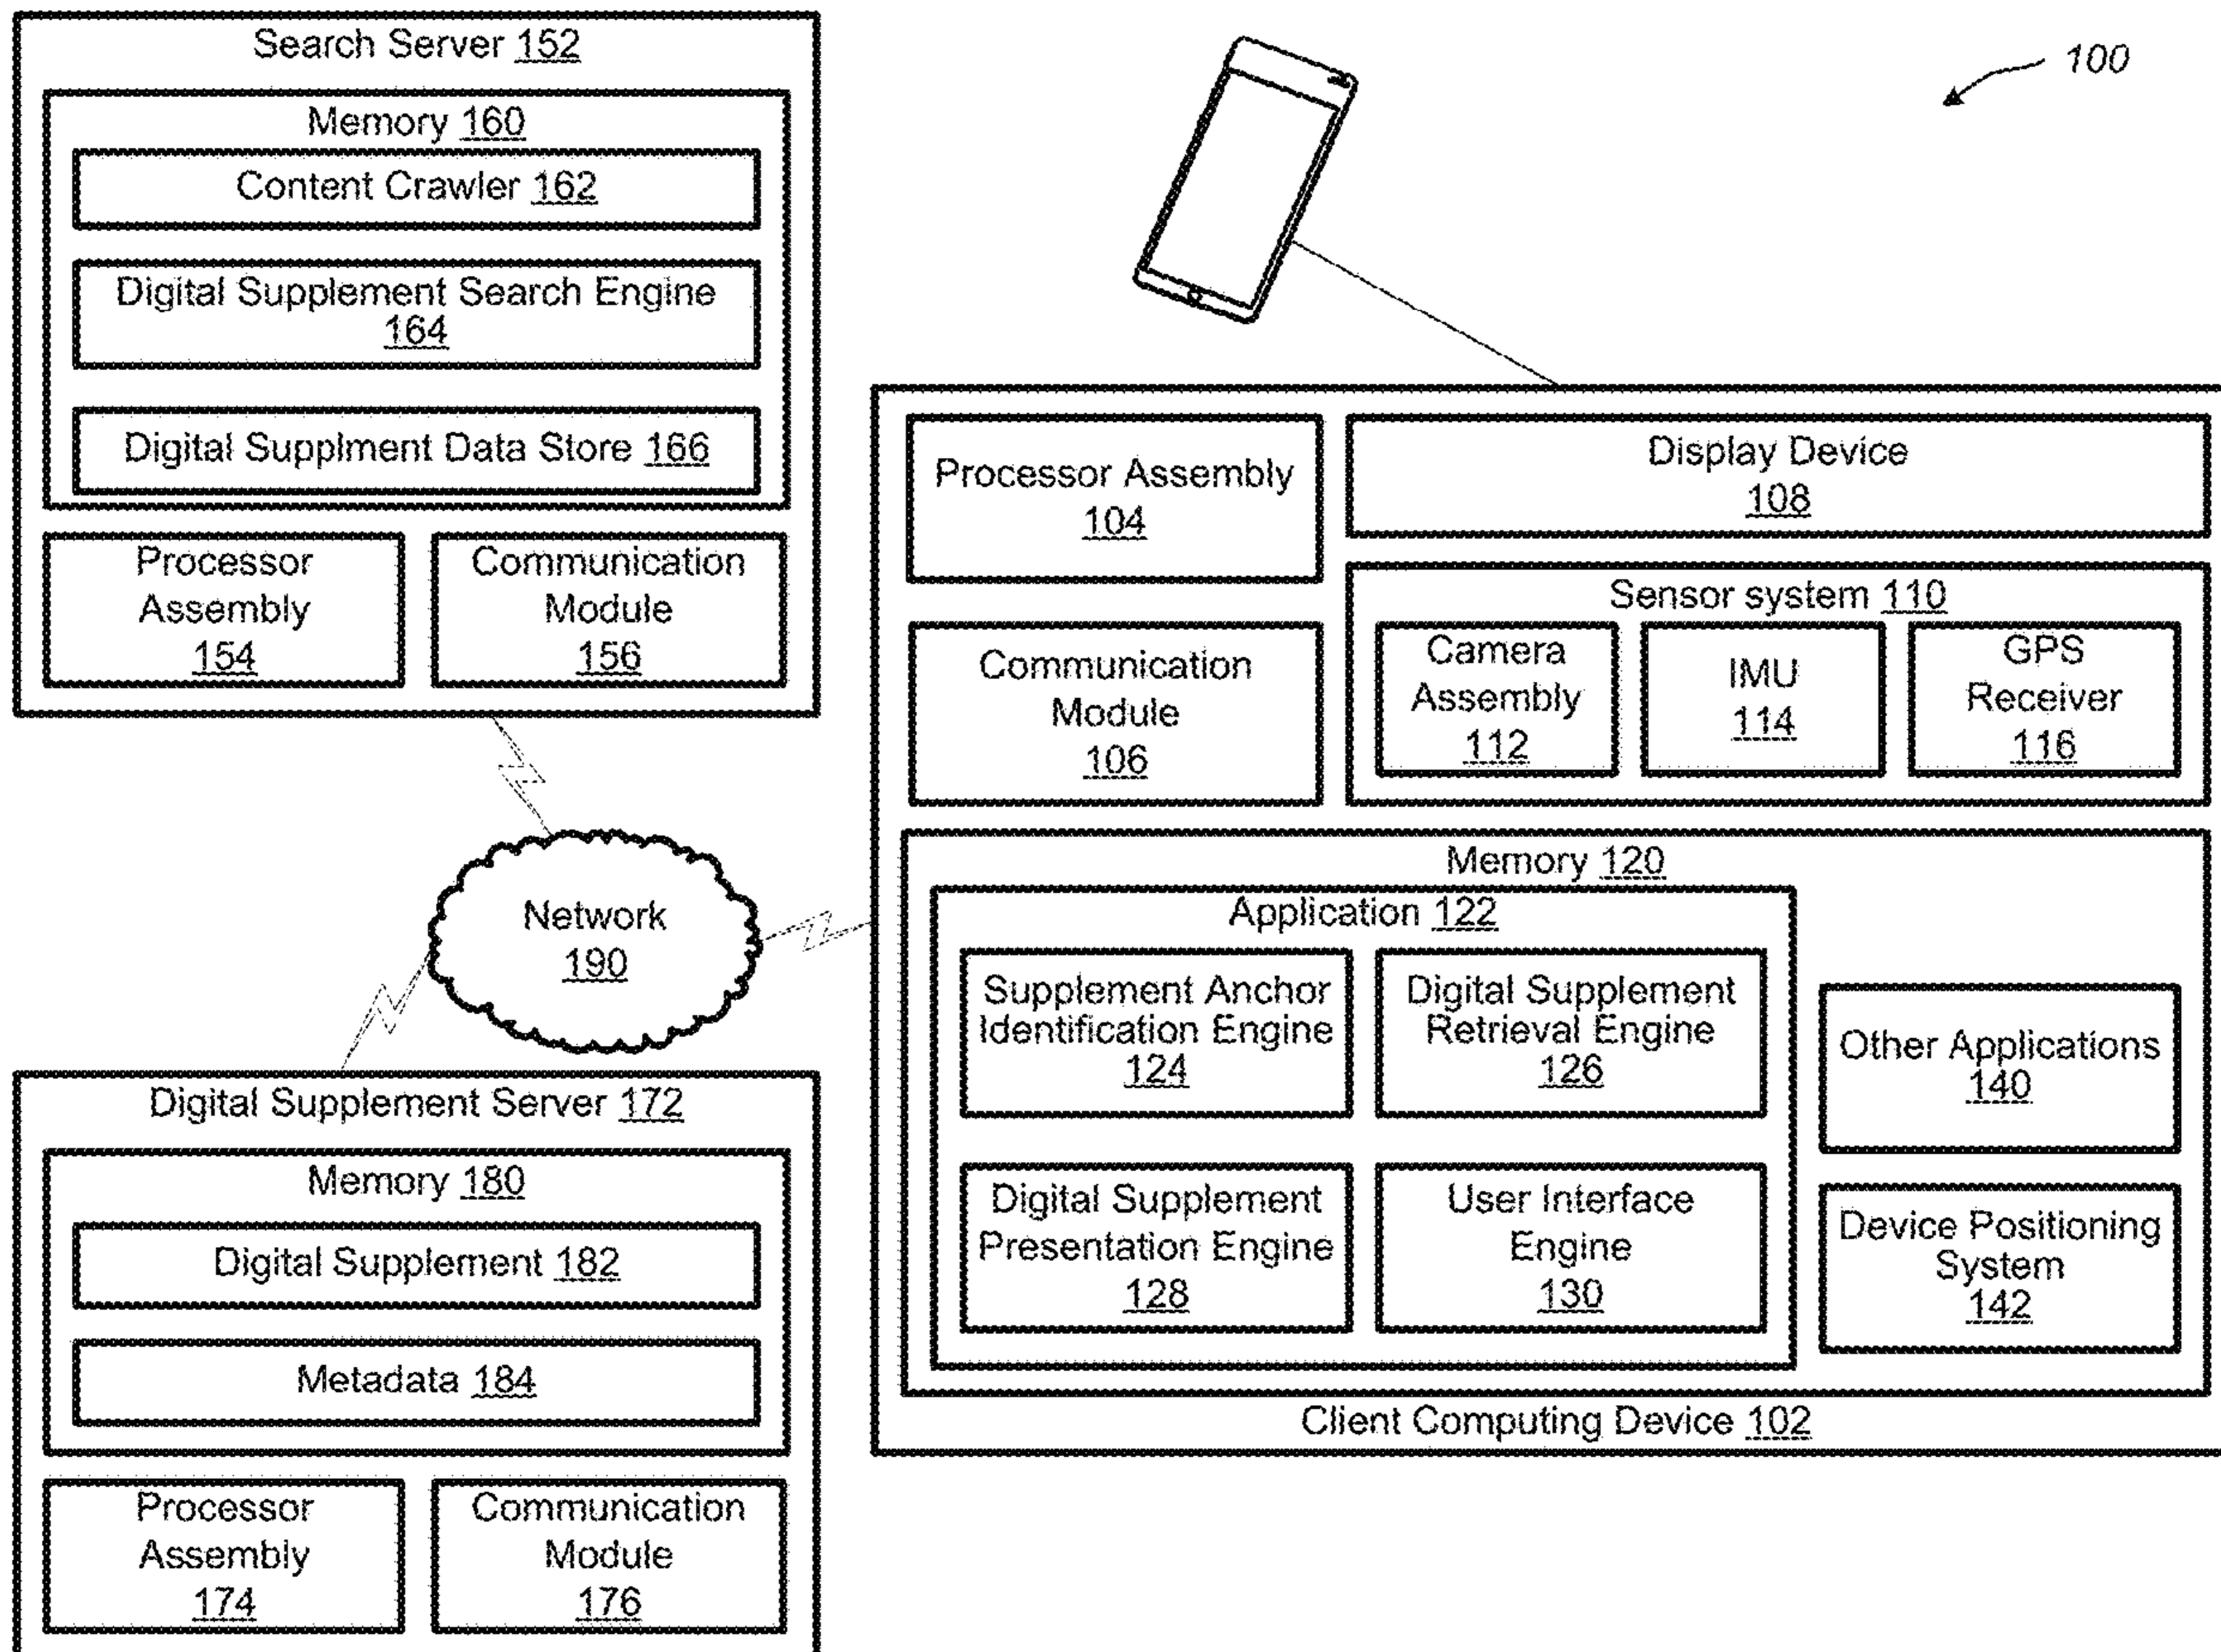 Search Server 152
Memory 160
Content Crawler 162
Digital Supplement Search Engine
164
Digital Supplment Data Store 166
Processor
Assembly
154
Communication
Module
156
100
Processor Assembly
104
Display Device
108
Communication
Module
106
Sensor system 110
Camera
Assembly
112
IMU
114
GPS
Receiver
116
Network
190
Memory 120
Application 122
Supplement Anchor
Identification Engine
124
Digital Supplement
Retrieval Engine
126
Digital Supplement
Presentation Engine
128
User Interface
Engine
130
Other Applications
140
Device Positioning
System
142
Client Computing Device 102
Digital Supplement Server 172
Memory 180
Digital Supplement 182
Metadata 184
Processor
Assembly
174
Communication
Module
176